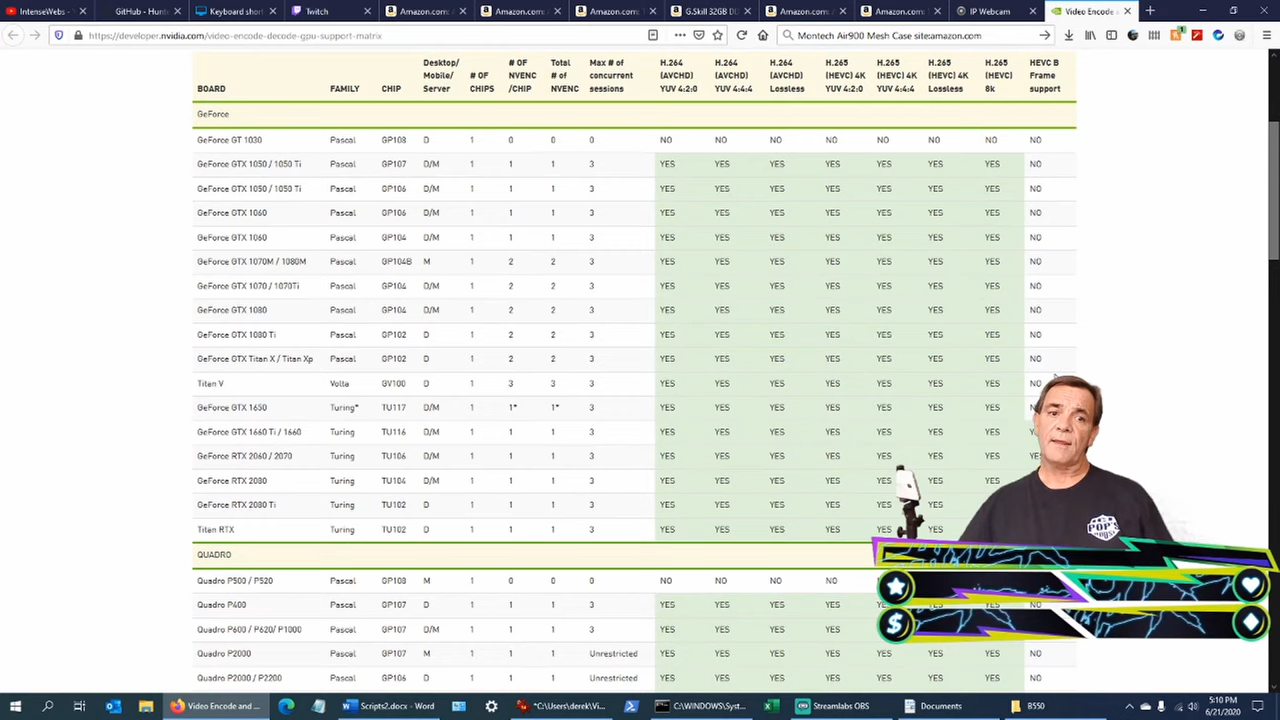 IntenseWebs -
GitHub - Hunt
Keyboard short
Twitch
Amazon.com: A
Amazon.com:
Amazon.com:
G.Skill 32GB DD
Amazon.com: A
Amazon.com:
IP Webcam
Video Encode a
https://developer.nvidia.com/video-encode-decode-gpu-support-matrix
Montech Air900 Mesh Case site:amazon.com
BOARD FAMILY CHIP Desktop/ Mobile/ Server # OF CHIPS # OF NVENC /CHIP Total # of NVENC Max # of concurrent sessions H.264 (AVCHD) YUV 4:2:0 H.264 (AVCHD) YUV 4:4:4 H.264 (AVCHD) Lossless H.265 (HEVC) 4K YUV 4:2:0 H.265 (HEVC) 4K YUV 4:4:4 H.265 (HEVC) 4K Lossless H.265 (HEVC) 8k HEVC B Frame support
GeForce
GeForce GT 1030 Pascal GP108 D 1 0 0 0 NO NO NO NO NO NO NO NO
GeForce GTX 1050 / 1050 Ti Pascal GP107 D/M 1 1 1 3 YES YES YES YES YES YES YES NO
GeForce GTX 1050 / 1050 Ti Pascal GP106 D/M 1 1 1 3 YES YES YES YES YES YES YES NO
GeForce GTX 1060 Pascal GP106 D/M 1 1 1 3 YES YES YES YES YES YES YES NO
GeForce GTX 1060 Pascal GP104 D/M 1 1 1 3 YES YES YES YES YES YES YES NO
GeForce GTX 1070M / 1080M Pascal GP104B M 1 2 2 3 YES YES YES YES YES YES YES NO
GeForce GTX 1070 / 1070Ti Pascal GP104 D/M 1 2 2 3 YES YES YES YES YES YES YES NO
GeForce GTX 1080 Pascal GP104 D/M 1 2 2 3 YES YES YES YES YES YES YES NO
GeForce GTX 1080 Ti Pascal GP102 D 1 2 2 3 YES YES YES YES YES YES YES NO
GeForce GTX Titan X / Titan Xp Pascal GP102 D 1 2 2 3 YES YES YES YES YES YES YES NO
Titan V Volta GV100 D 1 3 3 3 YES YES YES YES YES YES YES NO
GeForce GTX 1650 Turing* TU117 D/M 1 1* 1* 3 YES YES YES YES YES YES YES
GeForce GTX 1660 Ti / 1660 Turing TU116 D/M 1 1 1 3 YES YES YES YES YES YES YES
GeForce RTX 2060 / 2070 Turing TU106 D/M 1 1 1 3 YES YES YES YES YES YES YES
GeForce RTX 2080 Turing TU104 D/M 1 1 1 3 YES YES YES YES YES YES YES
GeForce RTX 2080 Ti Turing TU102 D 1 1 1 3 YES YES YES YES YES YES YES
Titan RTX Turing TU102 D 1 1 1 3 YES YES YES YES YES YES
QUADRO
Quadro P500 / P520 Pascal GP108 M 1 0 0 0 NO NO NO NO
Quadro P400 Pascal GP107 D 1 1 1 3 YES YES YES YES YES YES YES NO
Quadro P600 / P620/ P1000 Pascal GP107 D/M 1 1 1 3 YES YES YES YES
Quadro P2000 Pascal GP107 M 1 1 1 Unrestricted YES YES YES YES YES YES YES NO
Quadro P2000 / P2200 Pascal GP106 D 1 1 1 Unrestricted YES YES YES YES YES YES YES NO
POP
HOUSE
$
Video Encode and ...
Scripts2.docx - Word
*C:\Users\derek\Vi...
C:\WINDOWS\Syst...
Streamlabs OBS
Documents
B550
5:10 PM
6/21/2020